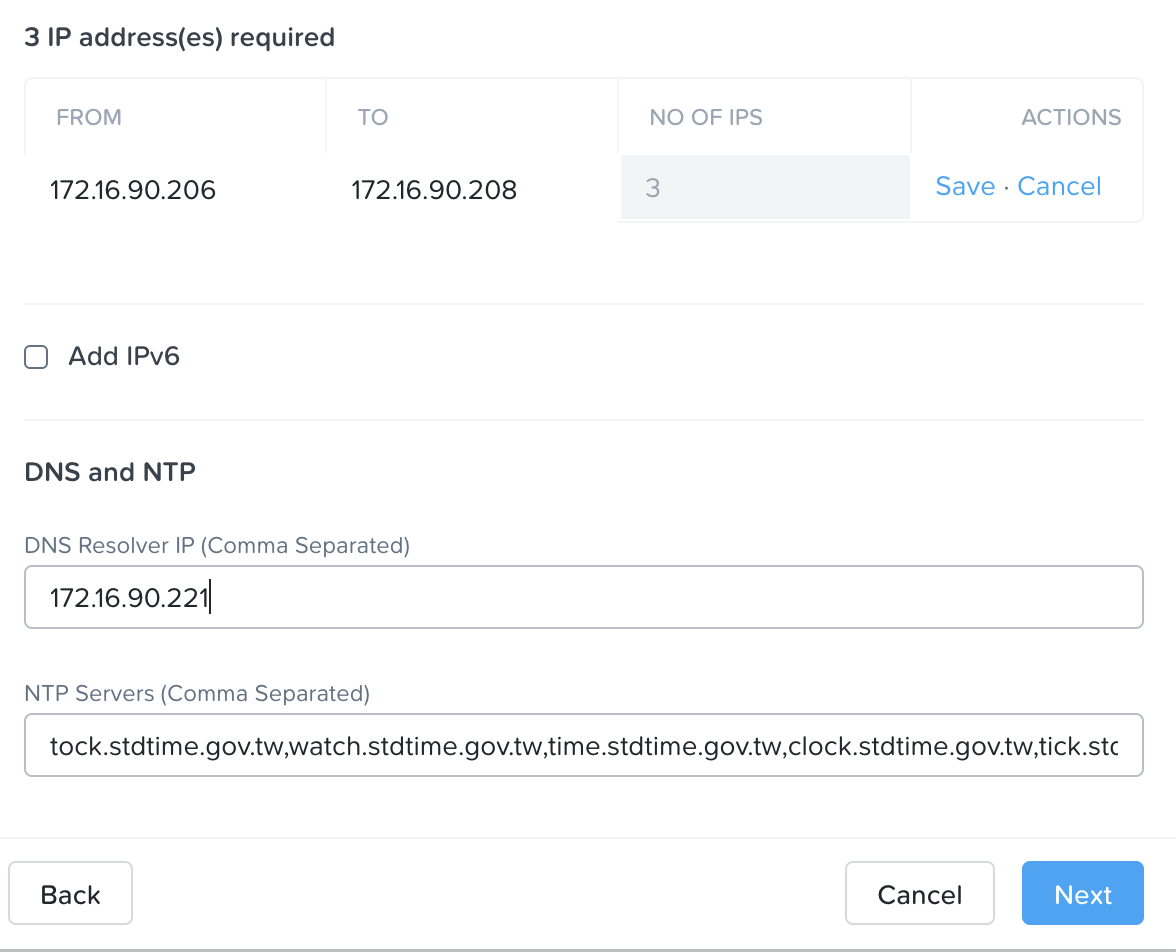 3 IP address(es) required
FROM TO NO OF IPS ACTIONS
172.16.90.206 172.16.90.208 3 Save · Cancel
Add IPv6
DNS and NTP
DNS Resolver IP (Comma Separated)
172.16.90.221
NTP Servers (Comma Separated)
tock.stdtime.gov.tw,watch.stdtime.gov.tw,time.stdtime.gov.tw,clock.stdtime.gov.tw,tick.
Back Cancel Next